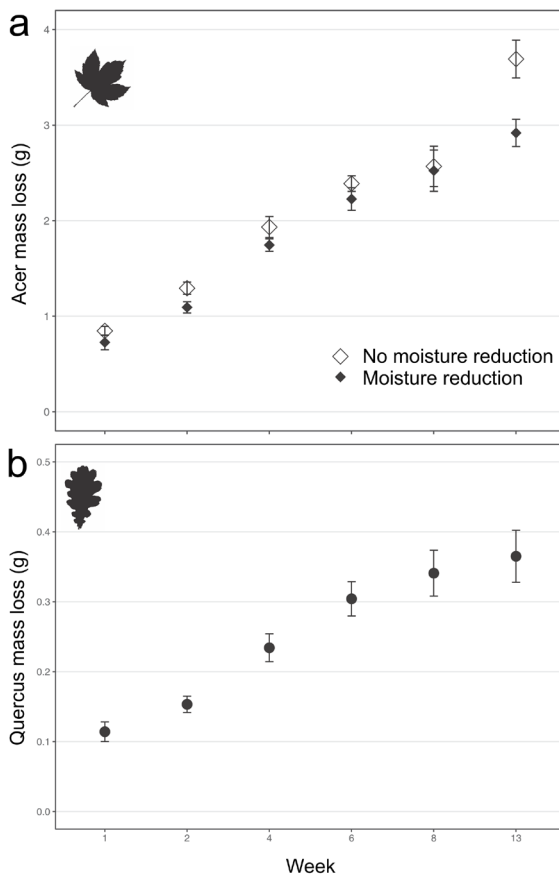 a
4
3
2
1
0
Acer mass loss (g)
No moisture reduction
Moisture reduction
b
0.5
0.4
0.3
0.2
0.1
0.0
Quercus mass loss (g)
1 2 4 6 8 13
Week